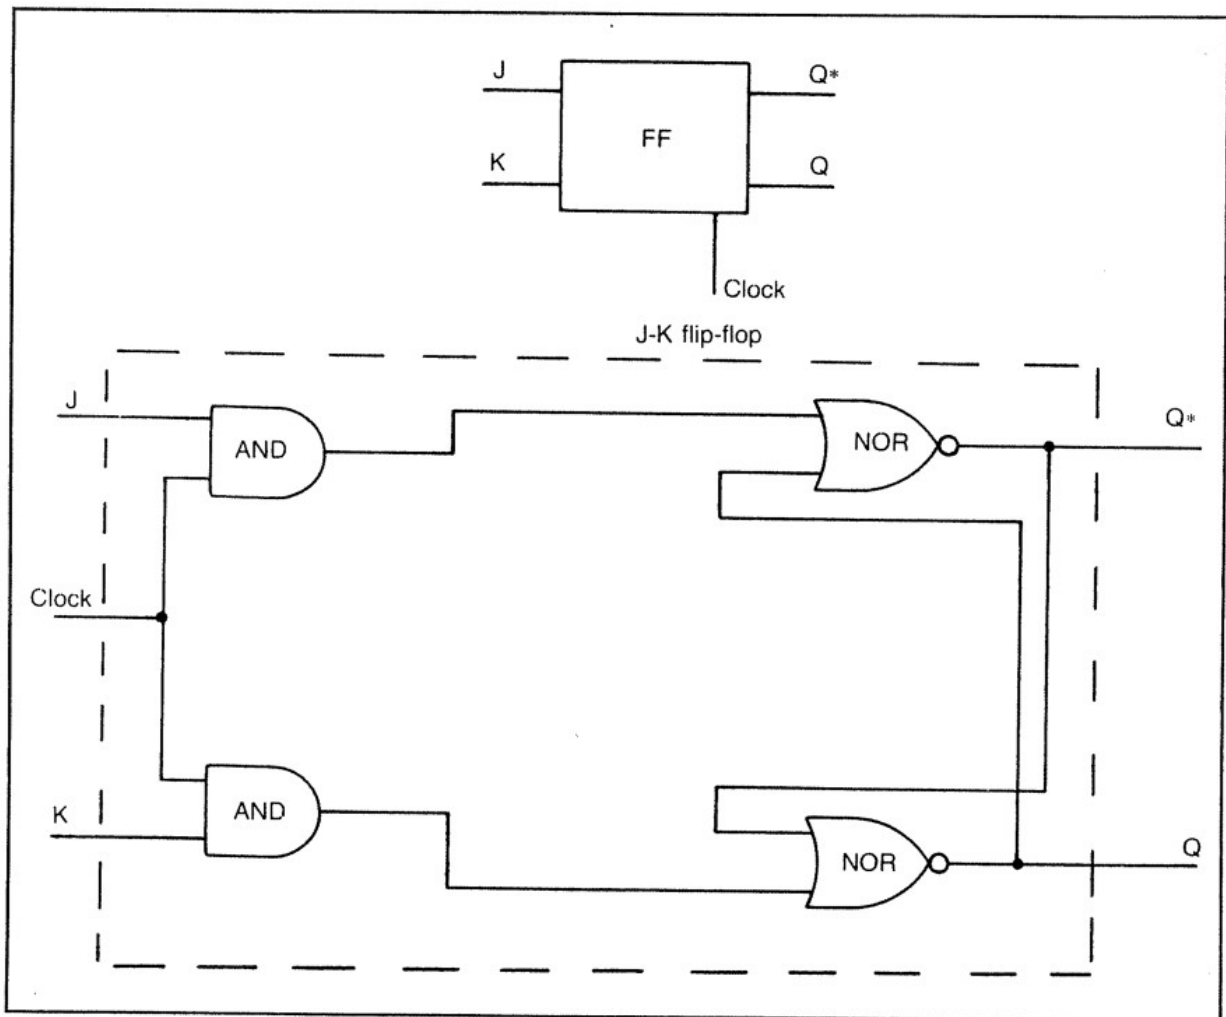 J
Q*
FF
K
Q
Clock
J-K flip-flop
J
AND
NOR
Q*
Clock
K
AND
NOR
Q